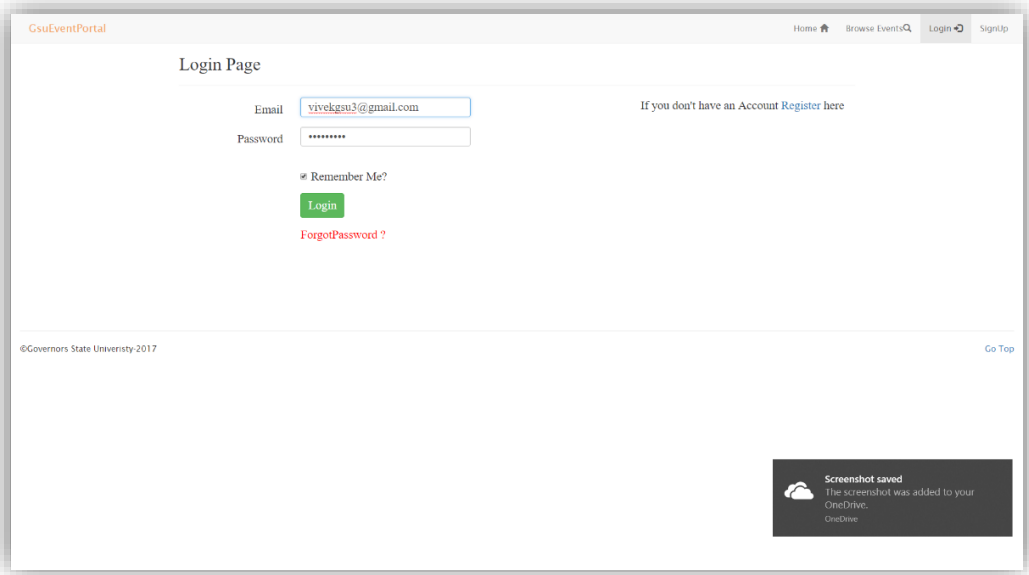 GsuEventPortal
Home Browse Events Login SignUp
Login Page
Email vivekgsu3@gmail.com
If you don't have an Account Register here
Password •••••••••
Remember Me?
Login
ForgotPassword ?
©Governors State Univeristy-2017
Go Top
Screenshot saved
The screenshot was added to your
OneDrive.
OneDrive